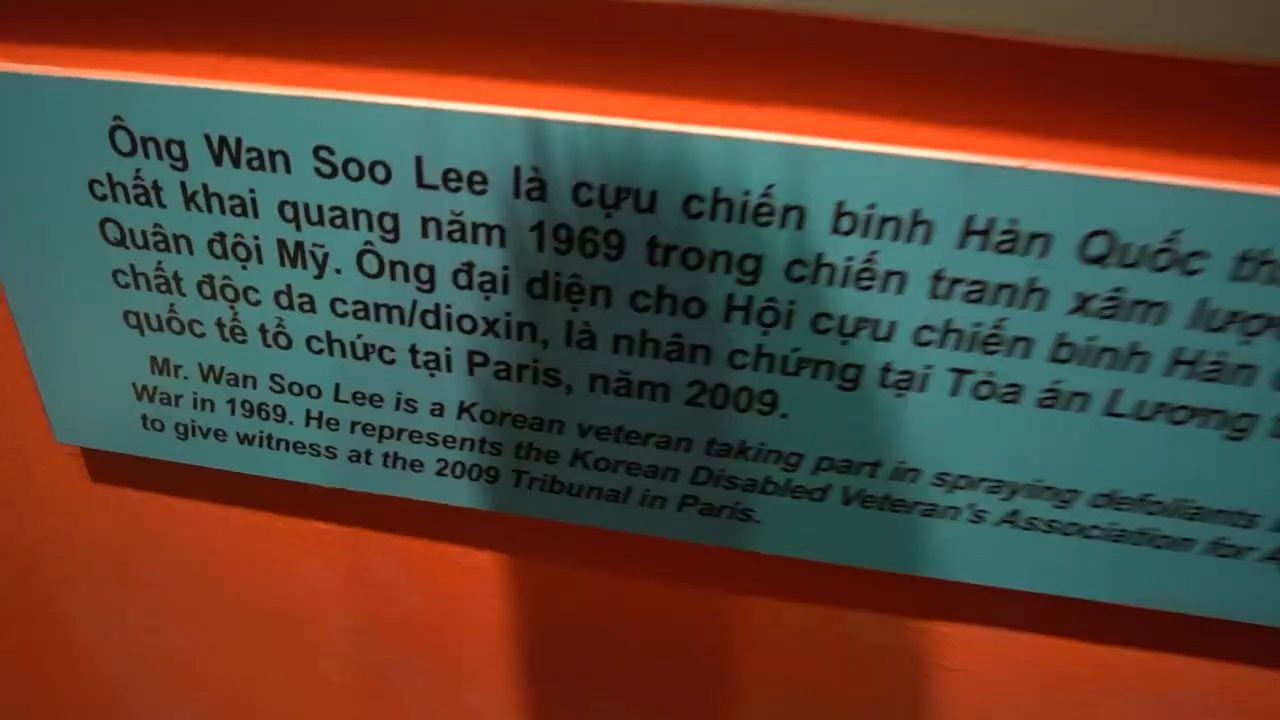 Ông Wan Soo Lee là cựu chiến binh Hàn Quốc
chất khai quang năm 1969 trong chiến tranh xâm
Quân đội Mỹ. Ông đại diện cho Hội cựu chiến binh Hàn
chất độc da cam/dioxin, là nhân chứng tại Tòa án Lương
quốc tế tổ chức tại Paris, năm 2009.
Mr. Wan Soo Lee is a Korean veteran taking part in spraying defoliants
War in 1969. He represents the Korean Disabled Veteran's Association for
to give witness at the 2009 Tribunal in Paris.